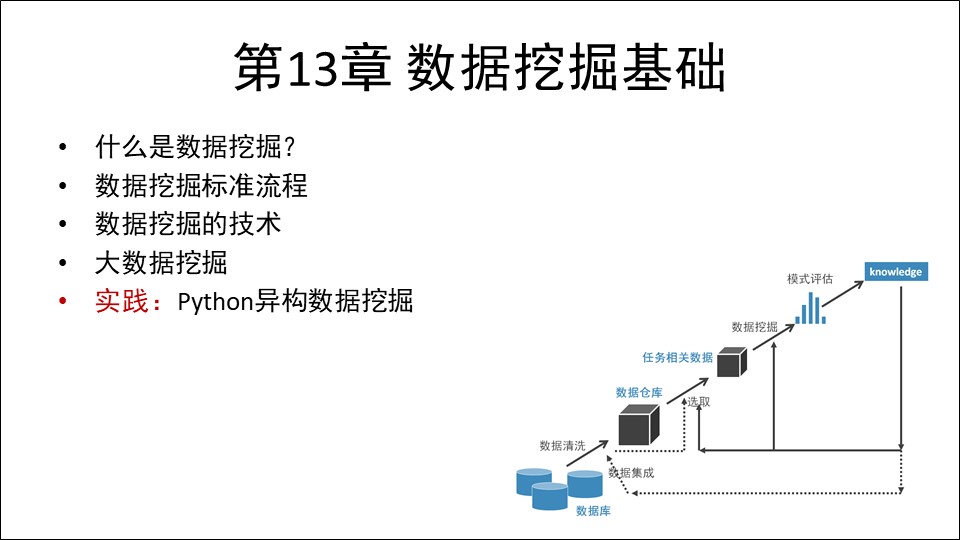 第13章 数据挖掘基础
• 什么是数据挖掘？
• 数据挖掘标准流程
• 数据挖掘的技术
• 大数据挖掘
• 实践：Python异构数据挖掘
knowledge
模式评估
数据挖掘
任务相关数据
数据仓库
选取
数据清洗
数据集成
数据库